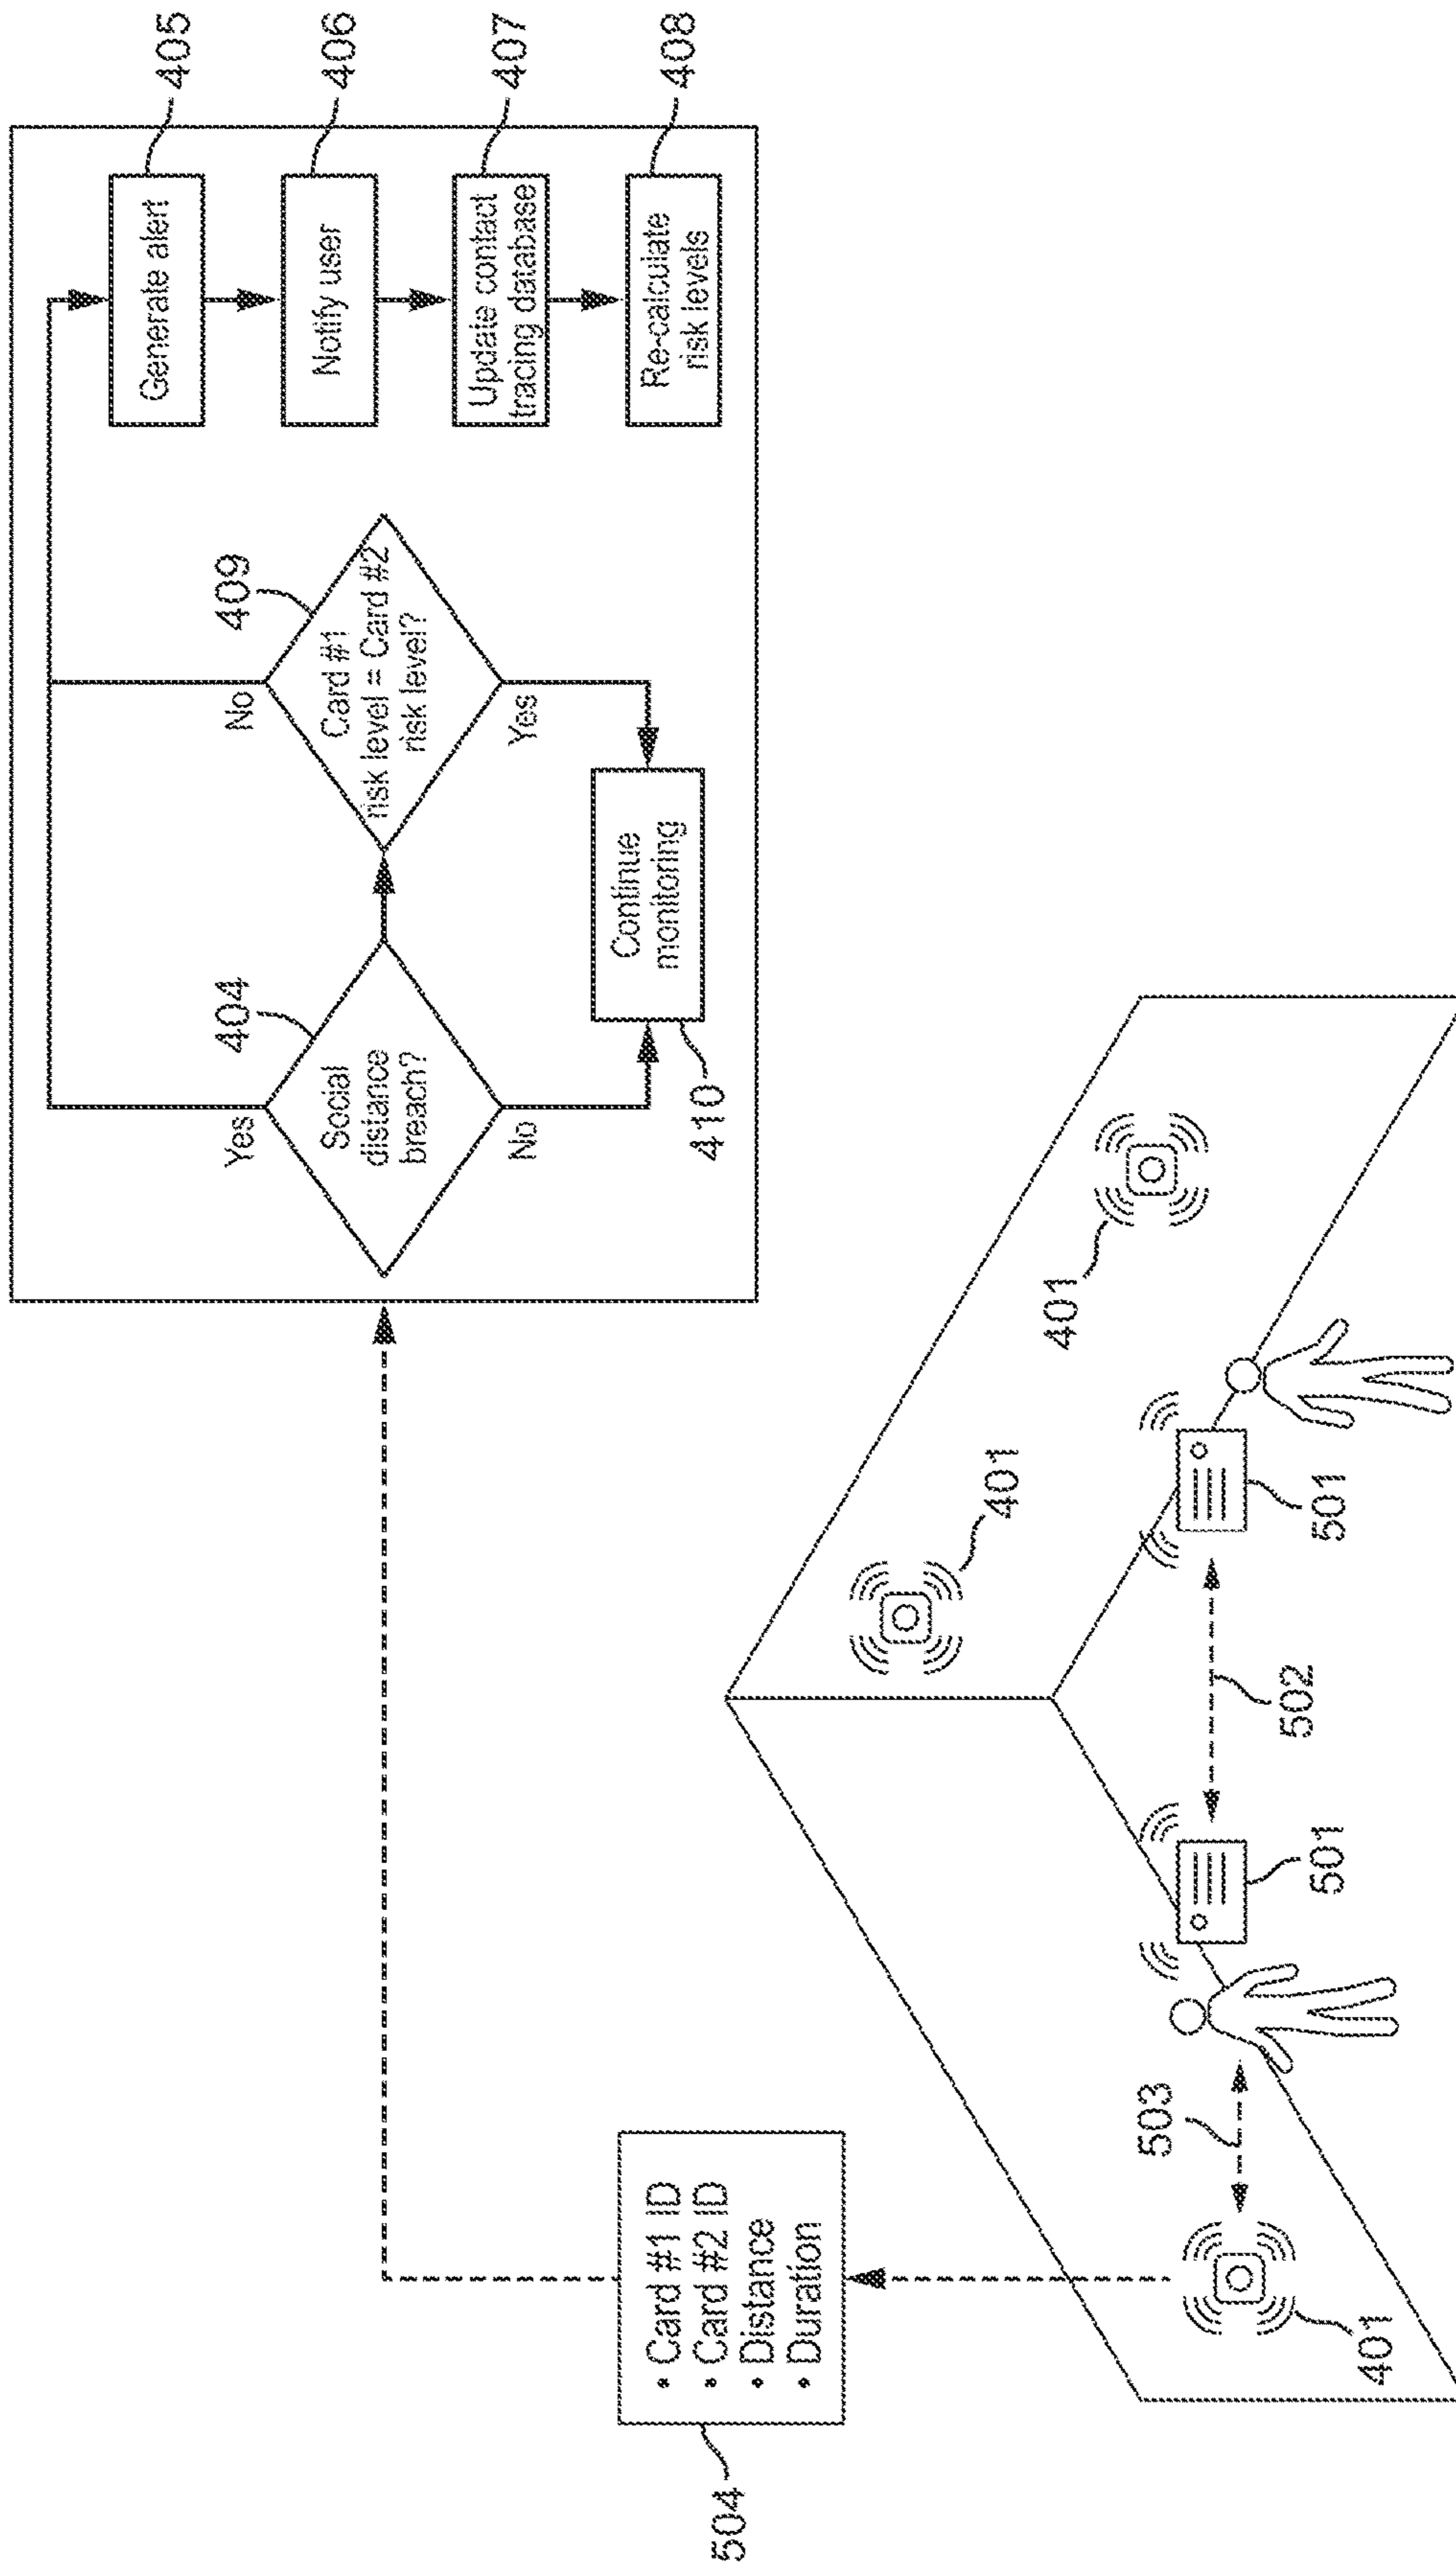 405
Generate alert
406
Notify user
407
Update contact
tracing database
408
Re-calculate
risk levels
409
No
Card #1
risk level = Card #2
risk level?
Yes
404
Yes
Social
distance
breach?
No
Continue
monitoring
410
504
• Card #1 ID
• Card #2 ID
• Distance
• Duration
401
401
401
503
501
502
501